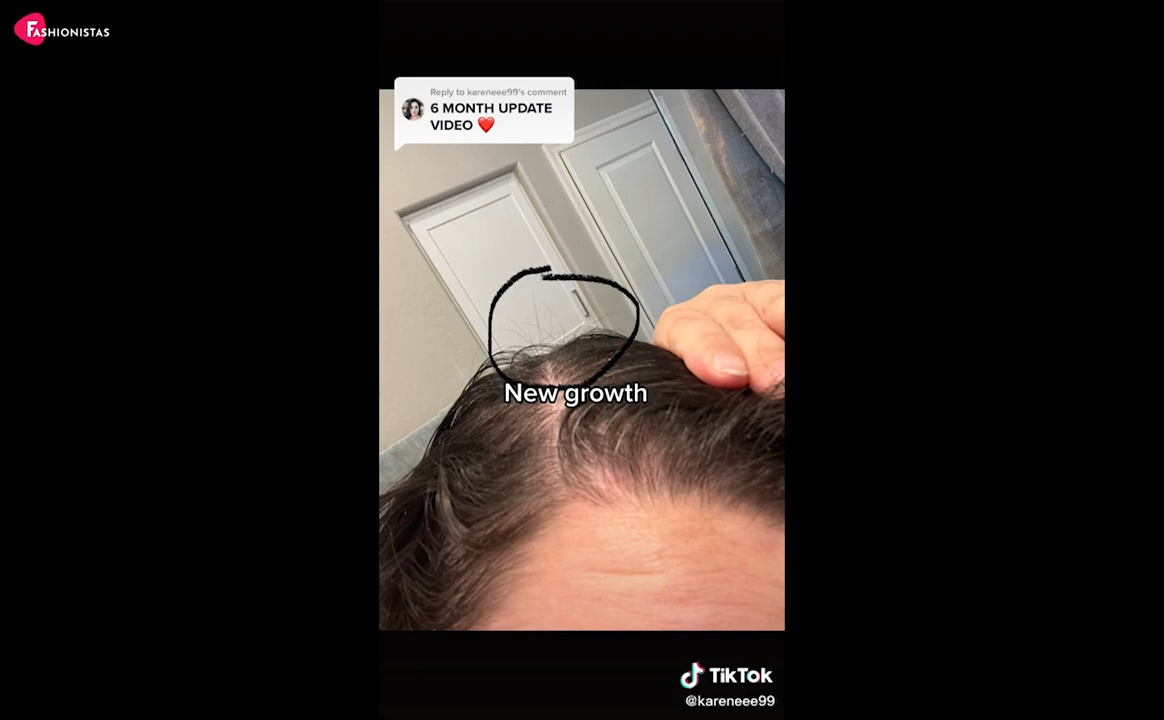 FASHIONISTAS
Reply to kareneee99's comment
6 MONTH UPDATE
VIDEO ❤️
New growth
TikTok
@kareneee99